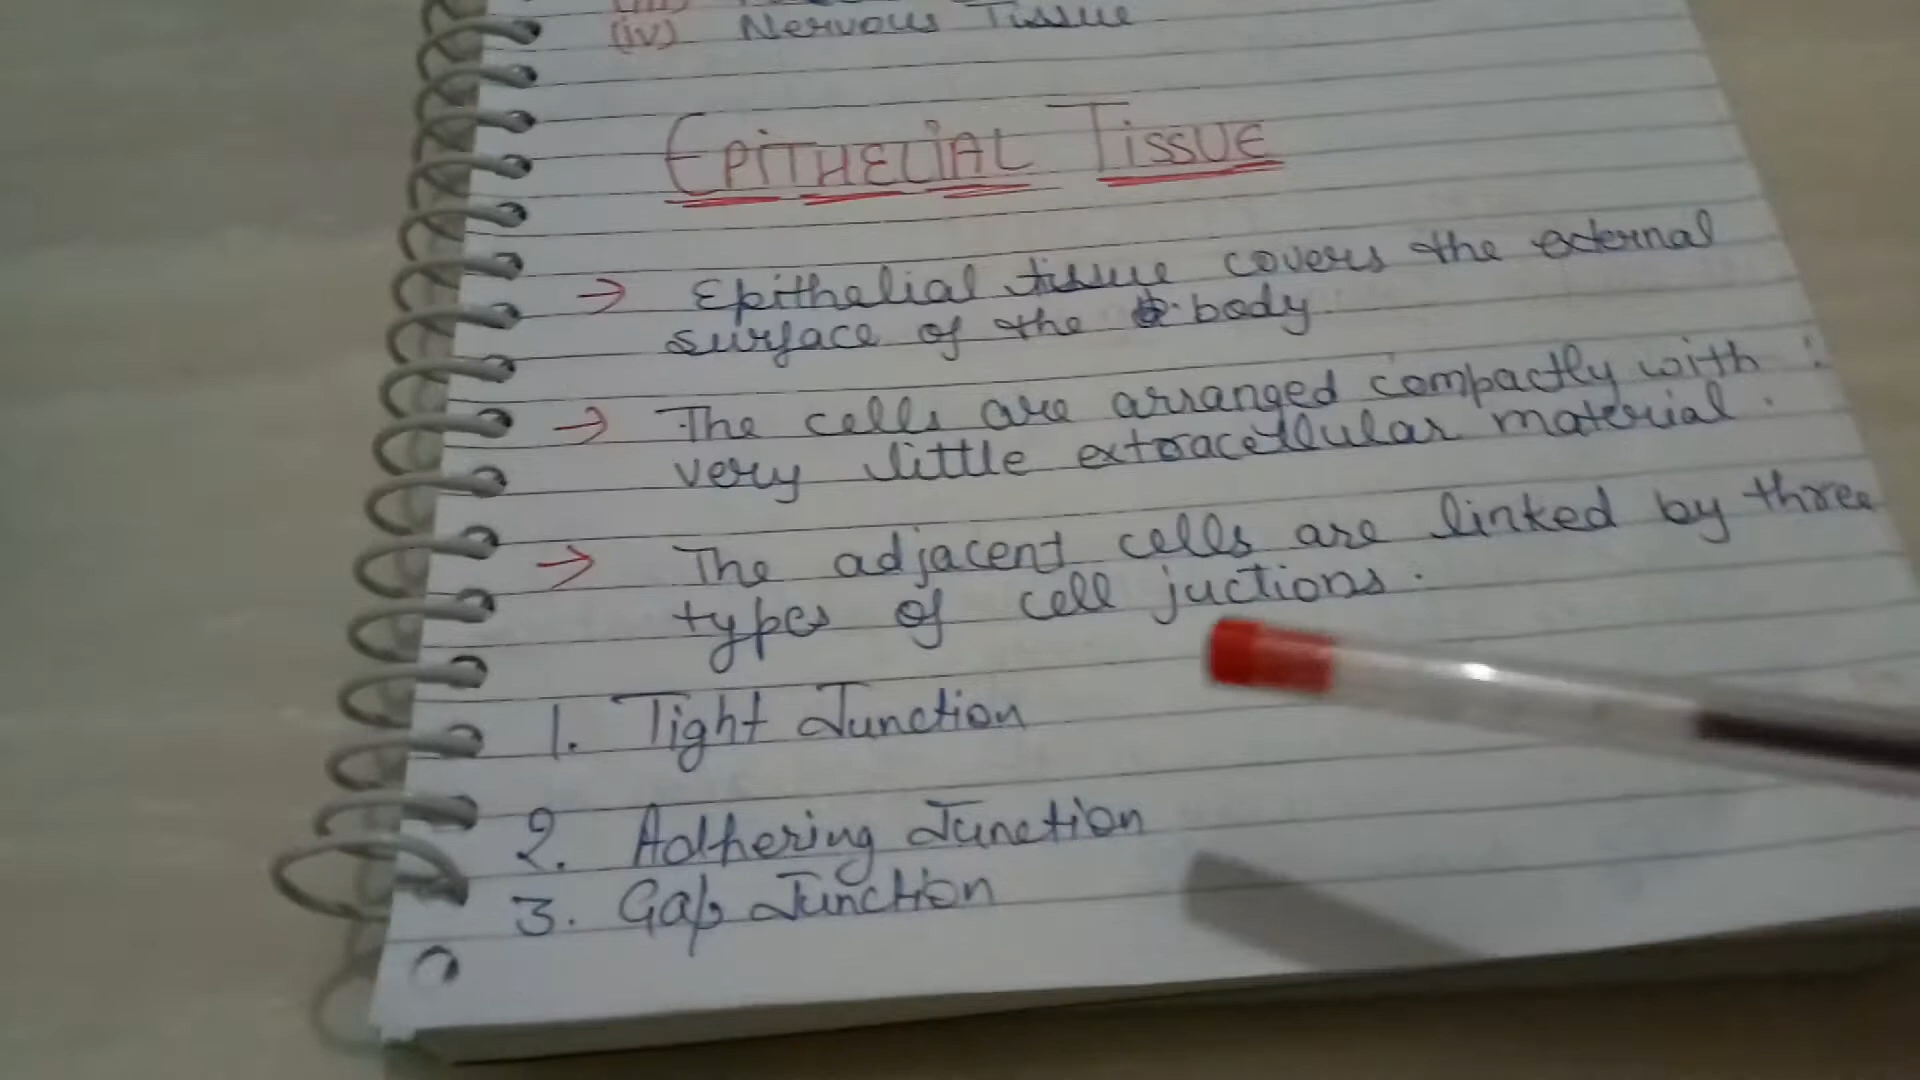 (iv) Nervous Tissue
EPITHELIAL TISSUE
→ Epithelial tissue covers the external
surface of the body.
→ The cells are arranged compactly with
very little extracellular material.
→ The adjacent cells are linked by three
types of cell juctions.
1. Tight Junction
2. Adhering Junction
3. Gap Junction